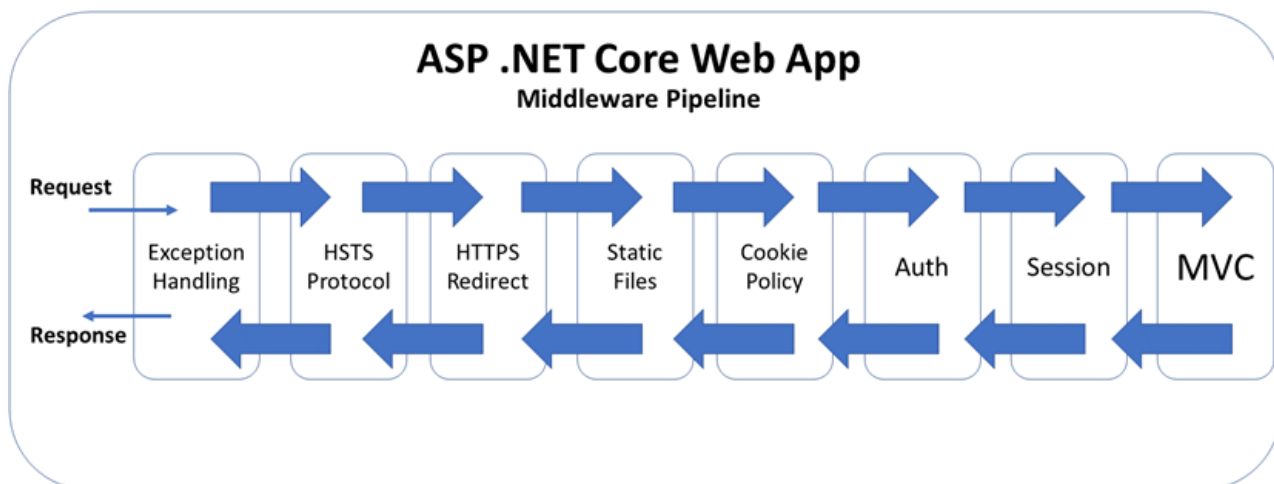 ASP .NET Core Web App
Middleware Pipeline
Request
Exception
Handling
HSTS
Protocol
HTTPS
Redirect
Static
Files
Cookie
Policy
Auth
Session
MVC
Response